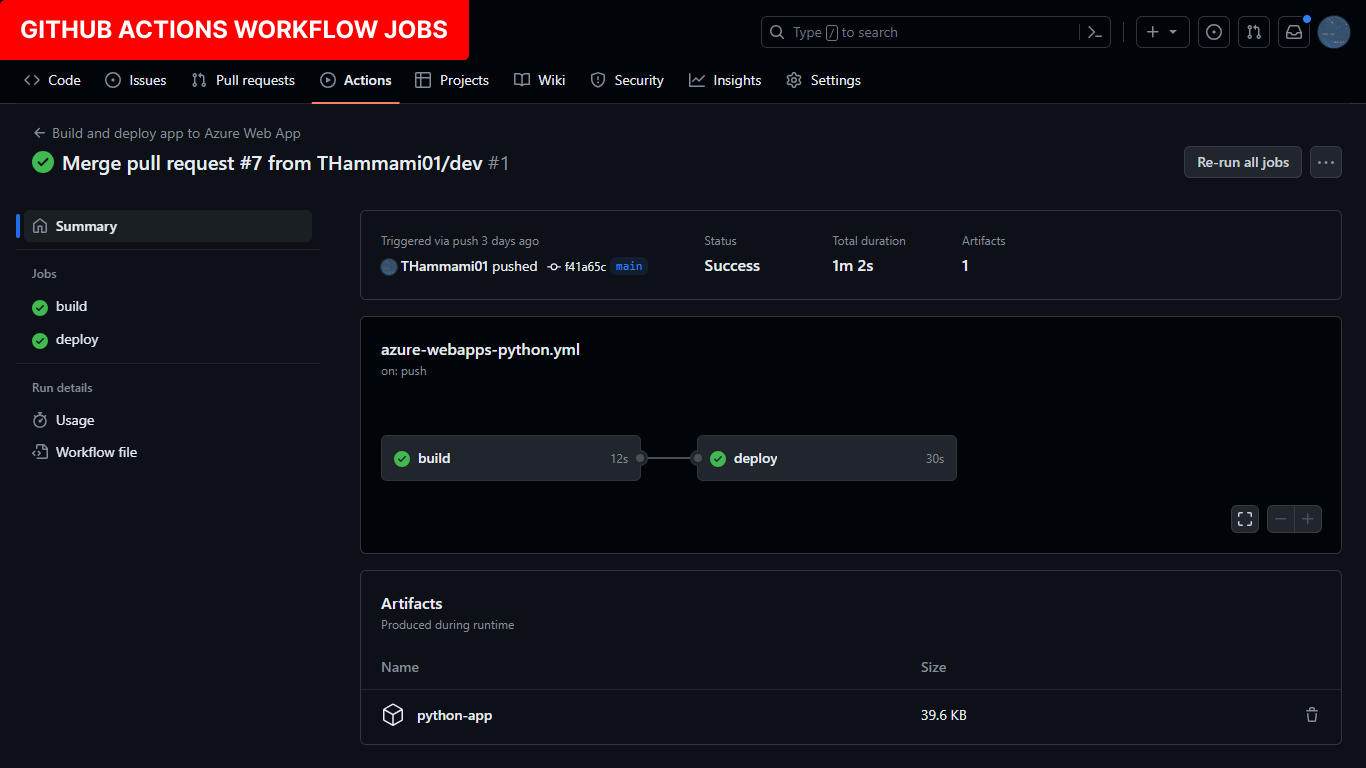 GITHUB ACTIONS WORKFLOW JOBS
Type / to search
Code Issues Pull requests Actions Projects Wiki Security Insights Settings
Build and deploy app to Azure Web App
Merge pull request #7 from THammami01/dev #1
Re-run all jobs
Summary
Jobs
build
deploy
Run details
Usage
Workflow file
Triggered via push 3 days ago
THammami01 pushed f41a65c main
Status
Success
Total duration
1m 2s
Artifacts
1
azure-webapps-python.yml
on: push
build 12s
deploy 30s
Artifacts
Produced during runtime
Name Size
python-app 39.6 KB